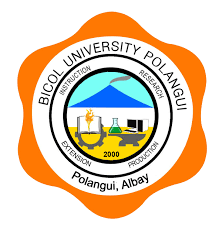 BICOL UNIVERSITY POLANGUI
INSTRUCTION
RESEARCH
EXTENSION
PRODUCTION
2000
Polangui, Albay